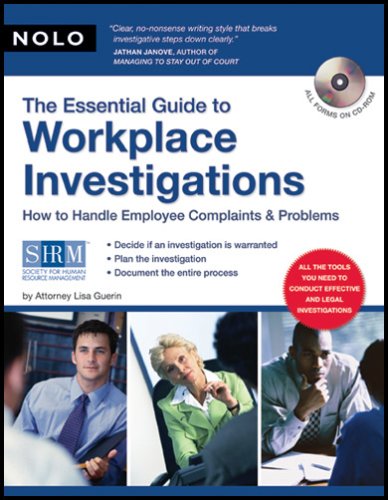 NOLO
"Clear, no-nonsense writing style that breaks
investigative steps down clearly."
JATHAN JANOVE, AUTHOR OF
MANAGING TO STAY OUT OF COURT
ALL FORMS ON CD-ROM
The Essential Guide to
Workplace
Investigations
How to Handle Employee Complaints & Problems
SHRM™
SOCIETY FOR HUMAN
RESOURCE MANAGEMENT
• Decide if an investigation is warranted
• Plan the investigation
• Document the entire process
by Attorney Lisa Guerin
ALL THE TOOLS
YOU NEED TO
CONDUCT EFFECTIVE
AND LEGAL
INVESTIGATIONS